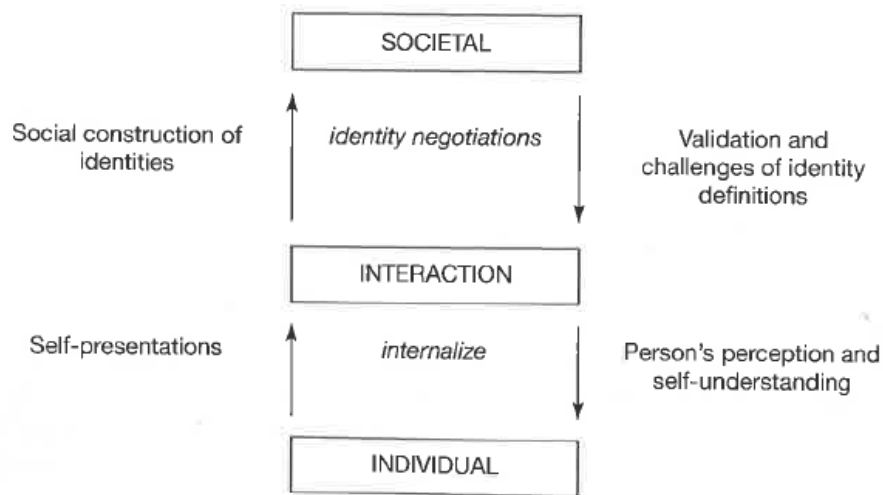 SOCIETAL
Social construction of
identities
identity negotiations
Validation and
challenges of identity
definitions
INTERACTION
Self-presentations
internalize
Person's perception and
self-understanding
INDIVIDUAL